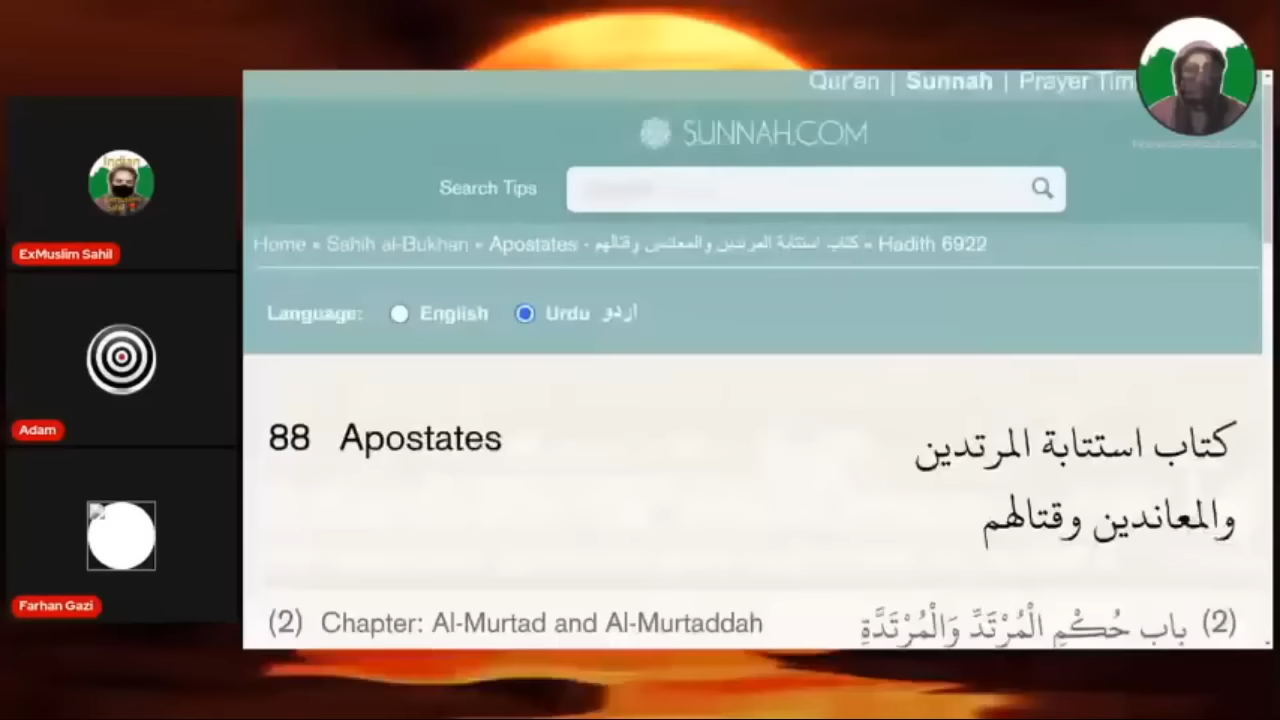 Qur'an | Sunnah | Prayer Tim
SUNNAH.COM
Search Tips
Home » Sahih al-Bukhari » Apostates - كتاب استتابة المرتدين والمعاندين وقتالهم » Hadith 6922
Language: English Urdu اردو
88 Apostates
كتاب استتابة المرتدين
والمعاندين وقتالهم
(2) Chapter: Al-Murtad and Al-Murtaddah
(2) باب حُكْمِ الْمُرْتَدِّ وَالْمُرْتَدَّةِ
Indian
ExMuslim Sahil
Adam
Farhan Gazi